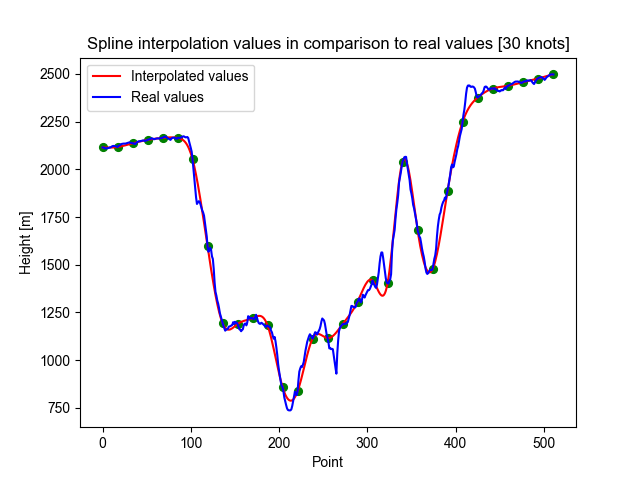 Spline interpolation values in comparison to real values [30 knots]
Interpolated values
Real values
2500
2250
2000
1750
1500
1250
1000
750
Height [m]
0 100 200 300 400 500
Point